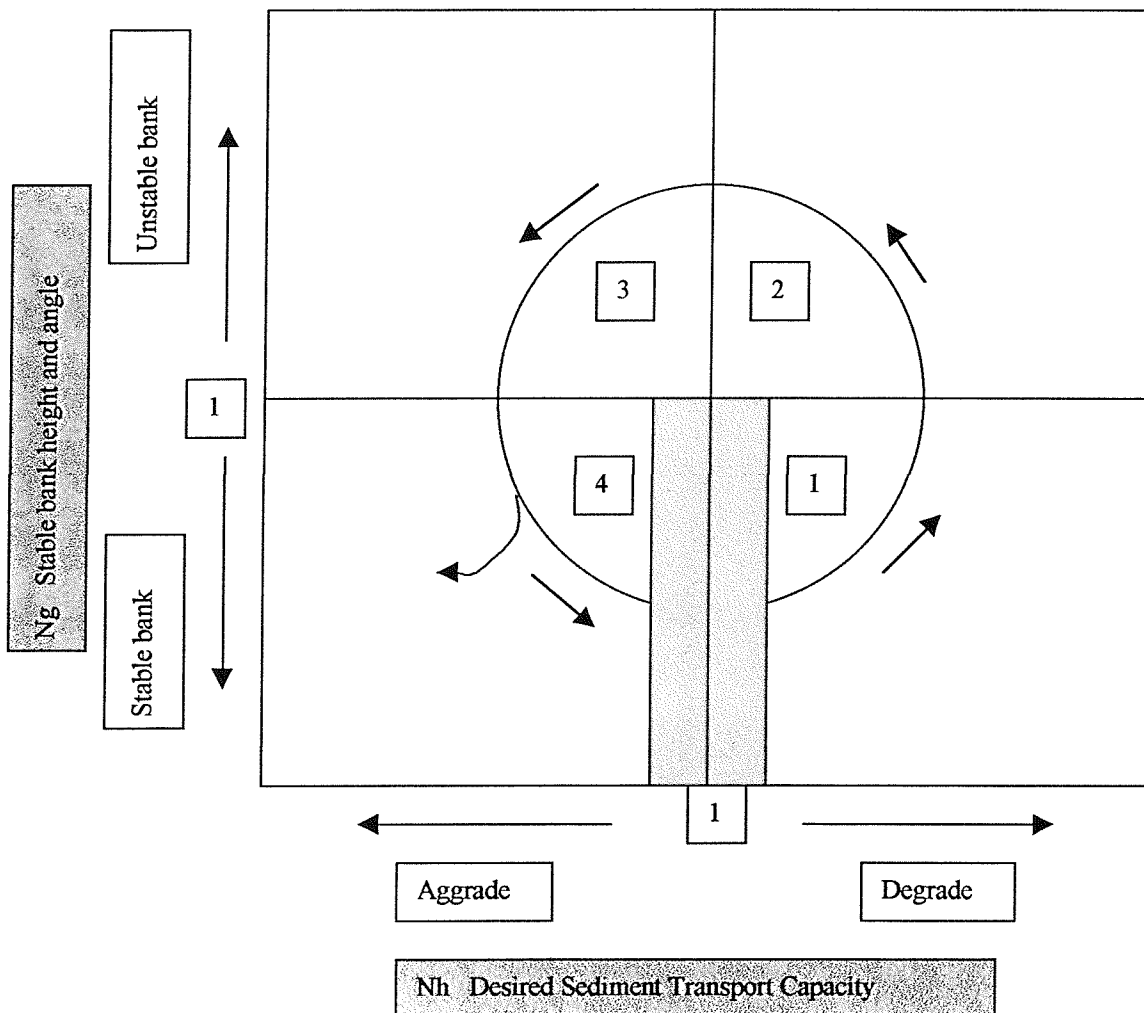 Unstable bank
Ng Stable bank height and angle
3
2
1
4
1
Stable bank
1
Aggrade
Degrade
Nh Desired Sediment Transport Capacity